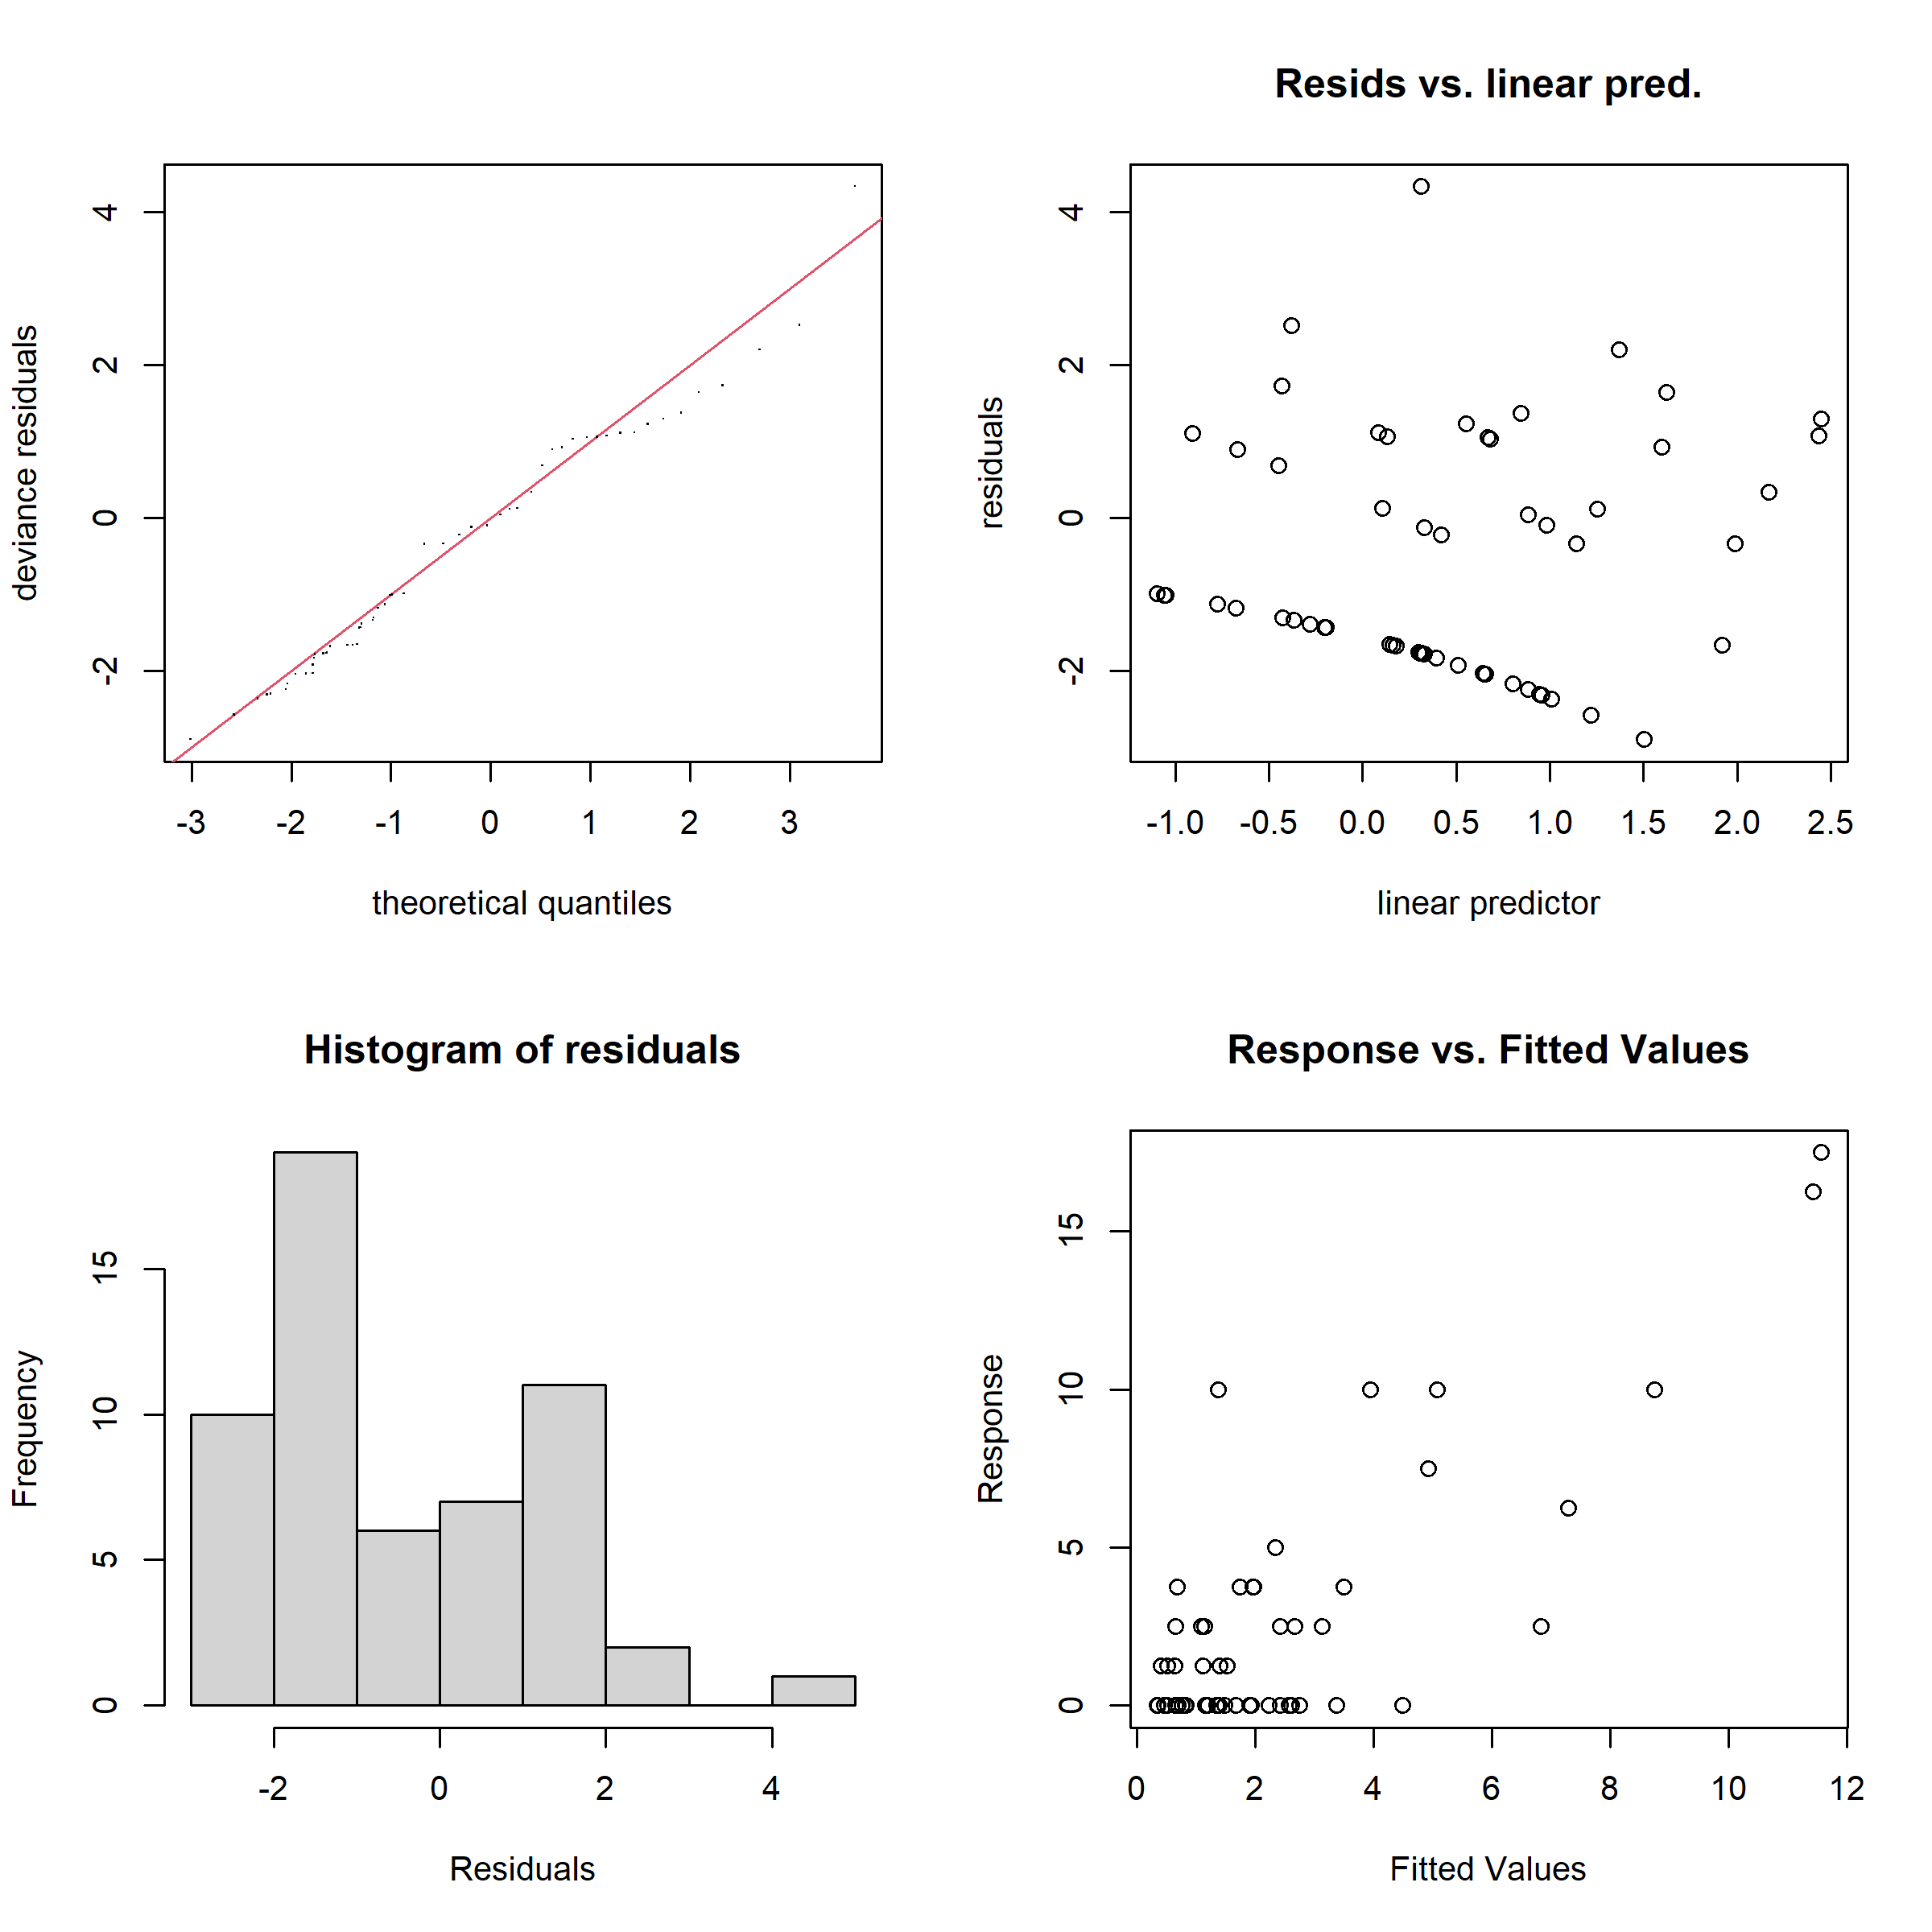 4
2
0
-2
deviance residuals
-3 -2 -1 0 1 2 3
theoretical quantiles
Resids vs. linear pred.
4
2
0
-2
residuals
-1.0 -0.5 0.0 0.5 1.0 1.5 2.0 2.5
linear predictor
Histogram of residuals
15
10
5
0
Frequency
-2 0 2 4
Residuals
Response vs. Fitted Values
15
10
5
0
Response
0 2 4 6 8 10 12
Fitted Values